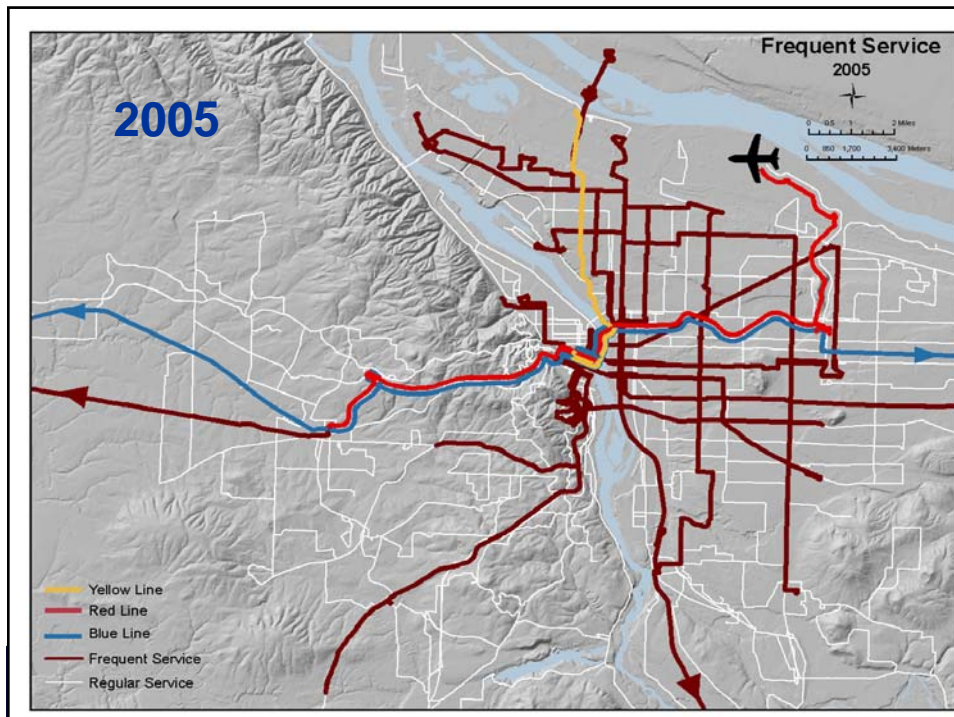 Frequent Service
2005
2005
0 0.5 1 2 Miles
0 850 1,700 3,400 Meters
Yellow Line
Red Line
Blue Line
Frequent Service
Regular Service